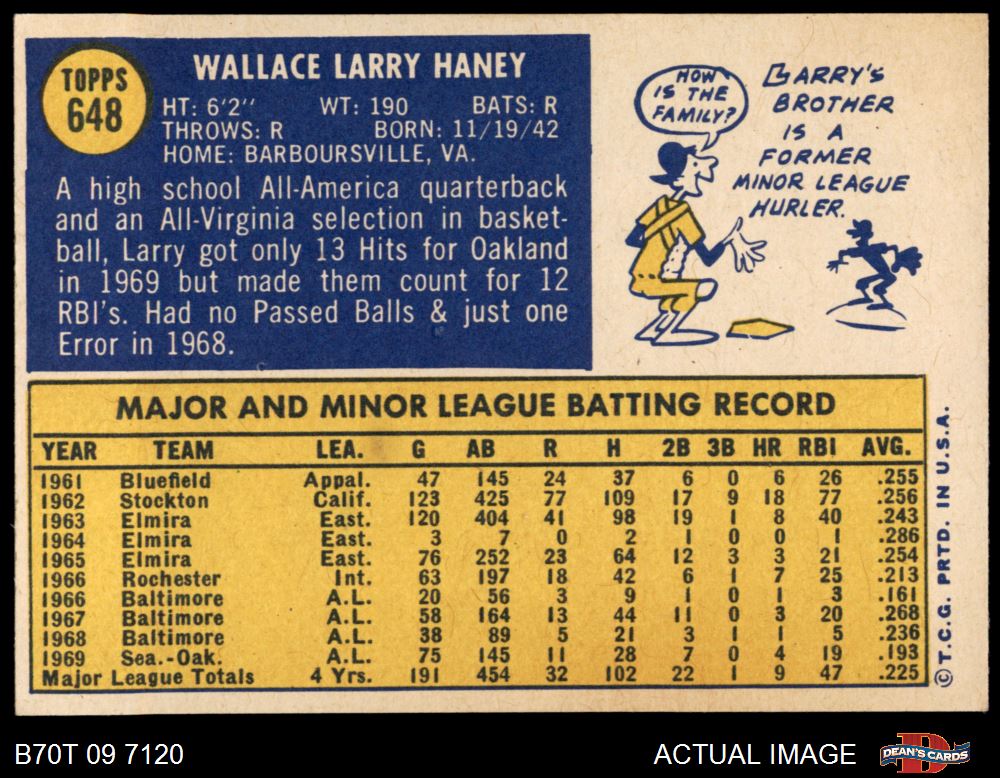 TOPPS
648
WALLACE LARRY HANEY
HT: 6'2" WT: 190 BATS: R
THROWS: R BORN: 11/19/42
HOME: BARBOURSVILLE, VA.
A high school All-America quarterback
and an All-Virginia selection in basket-
ball, Larry got only 13 Hits for Oakland
in 1969 but made them count for 12
RBI's. Had no Passed Balls & just one
Error in 1968.
HOW
IS THE
FAMILY?
LARRY'S
BROTHER
IS A
FORMER
MINOR LEAGUE
HURLER.
MAJOR AND MINOR LEAGUE BATTING RECORD
YEAR TEAM LEA. G AB R H 2B 3B HR RBI AVG.
1961 Bluefield Appal. 47 145 24 37 6 0 6 26 .255
1962 Stockton Calif. 123 425 77 109 17 9 18 77 .256
1963 Elmira East. 120 404 41 98 19 1 8 40 .243
1964 Elmira East. 3 7 0 2 1 0 0 1 .286
1965 Elmira East. 76 252 23 64 12 3 3 21 .254
1966 Rochester Int. 63 197 18 42 6 1 7 25 .213
1966 Baltimore A.L. 20 56 3 9 1 0 1 3 .161
1967 Baltimore A.L. 58 164 13 44 11 0 3 20 .268
1968 Baltimore A.L. 38 89 5 21 3 1 1 5 .236
1969 Sea.-Oak. A.L. 75 145 11 28 7 0 4 19 .193
Major League Totals 4 Yrs. 191 454 32 102 22 1 9 47 .225
©T.C.G. PRTD. IN U.S.A.
B70T 09 7120
ACTUAL IMAGE
D
DEAN'S CARDS